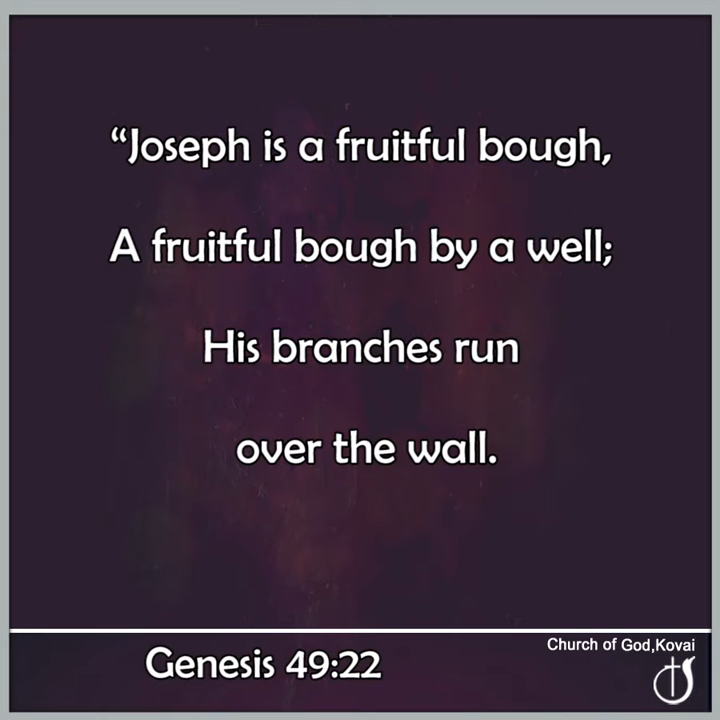 “Joseph is a fruitful bough,
A fruitful bough by a well;
His branches run
over the wall.
Genesis 49:22
Church of God,Kovai